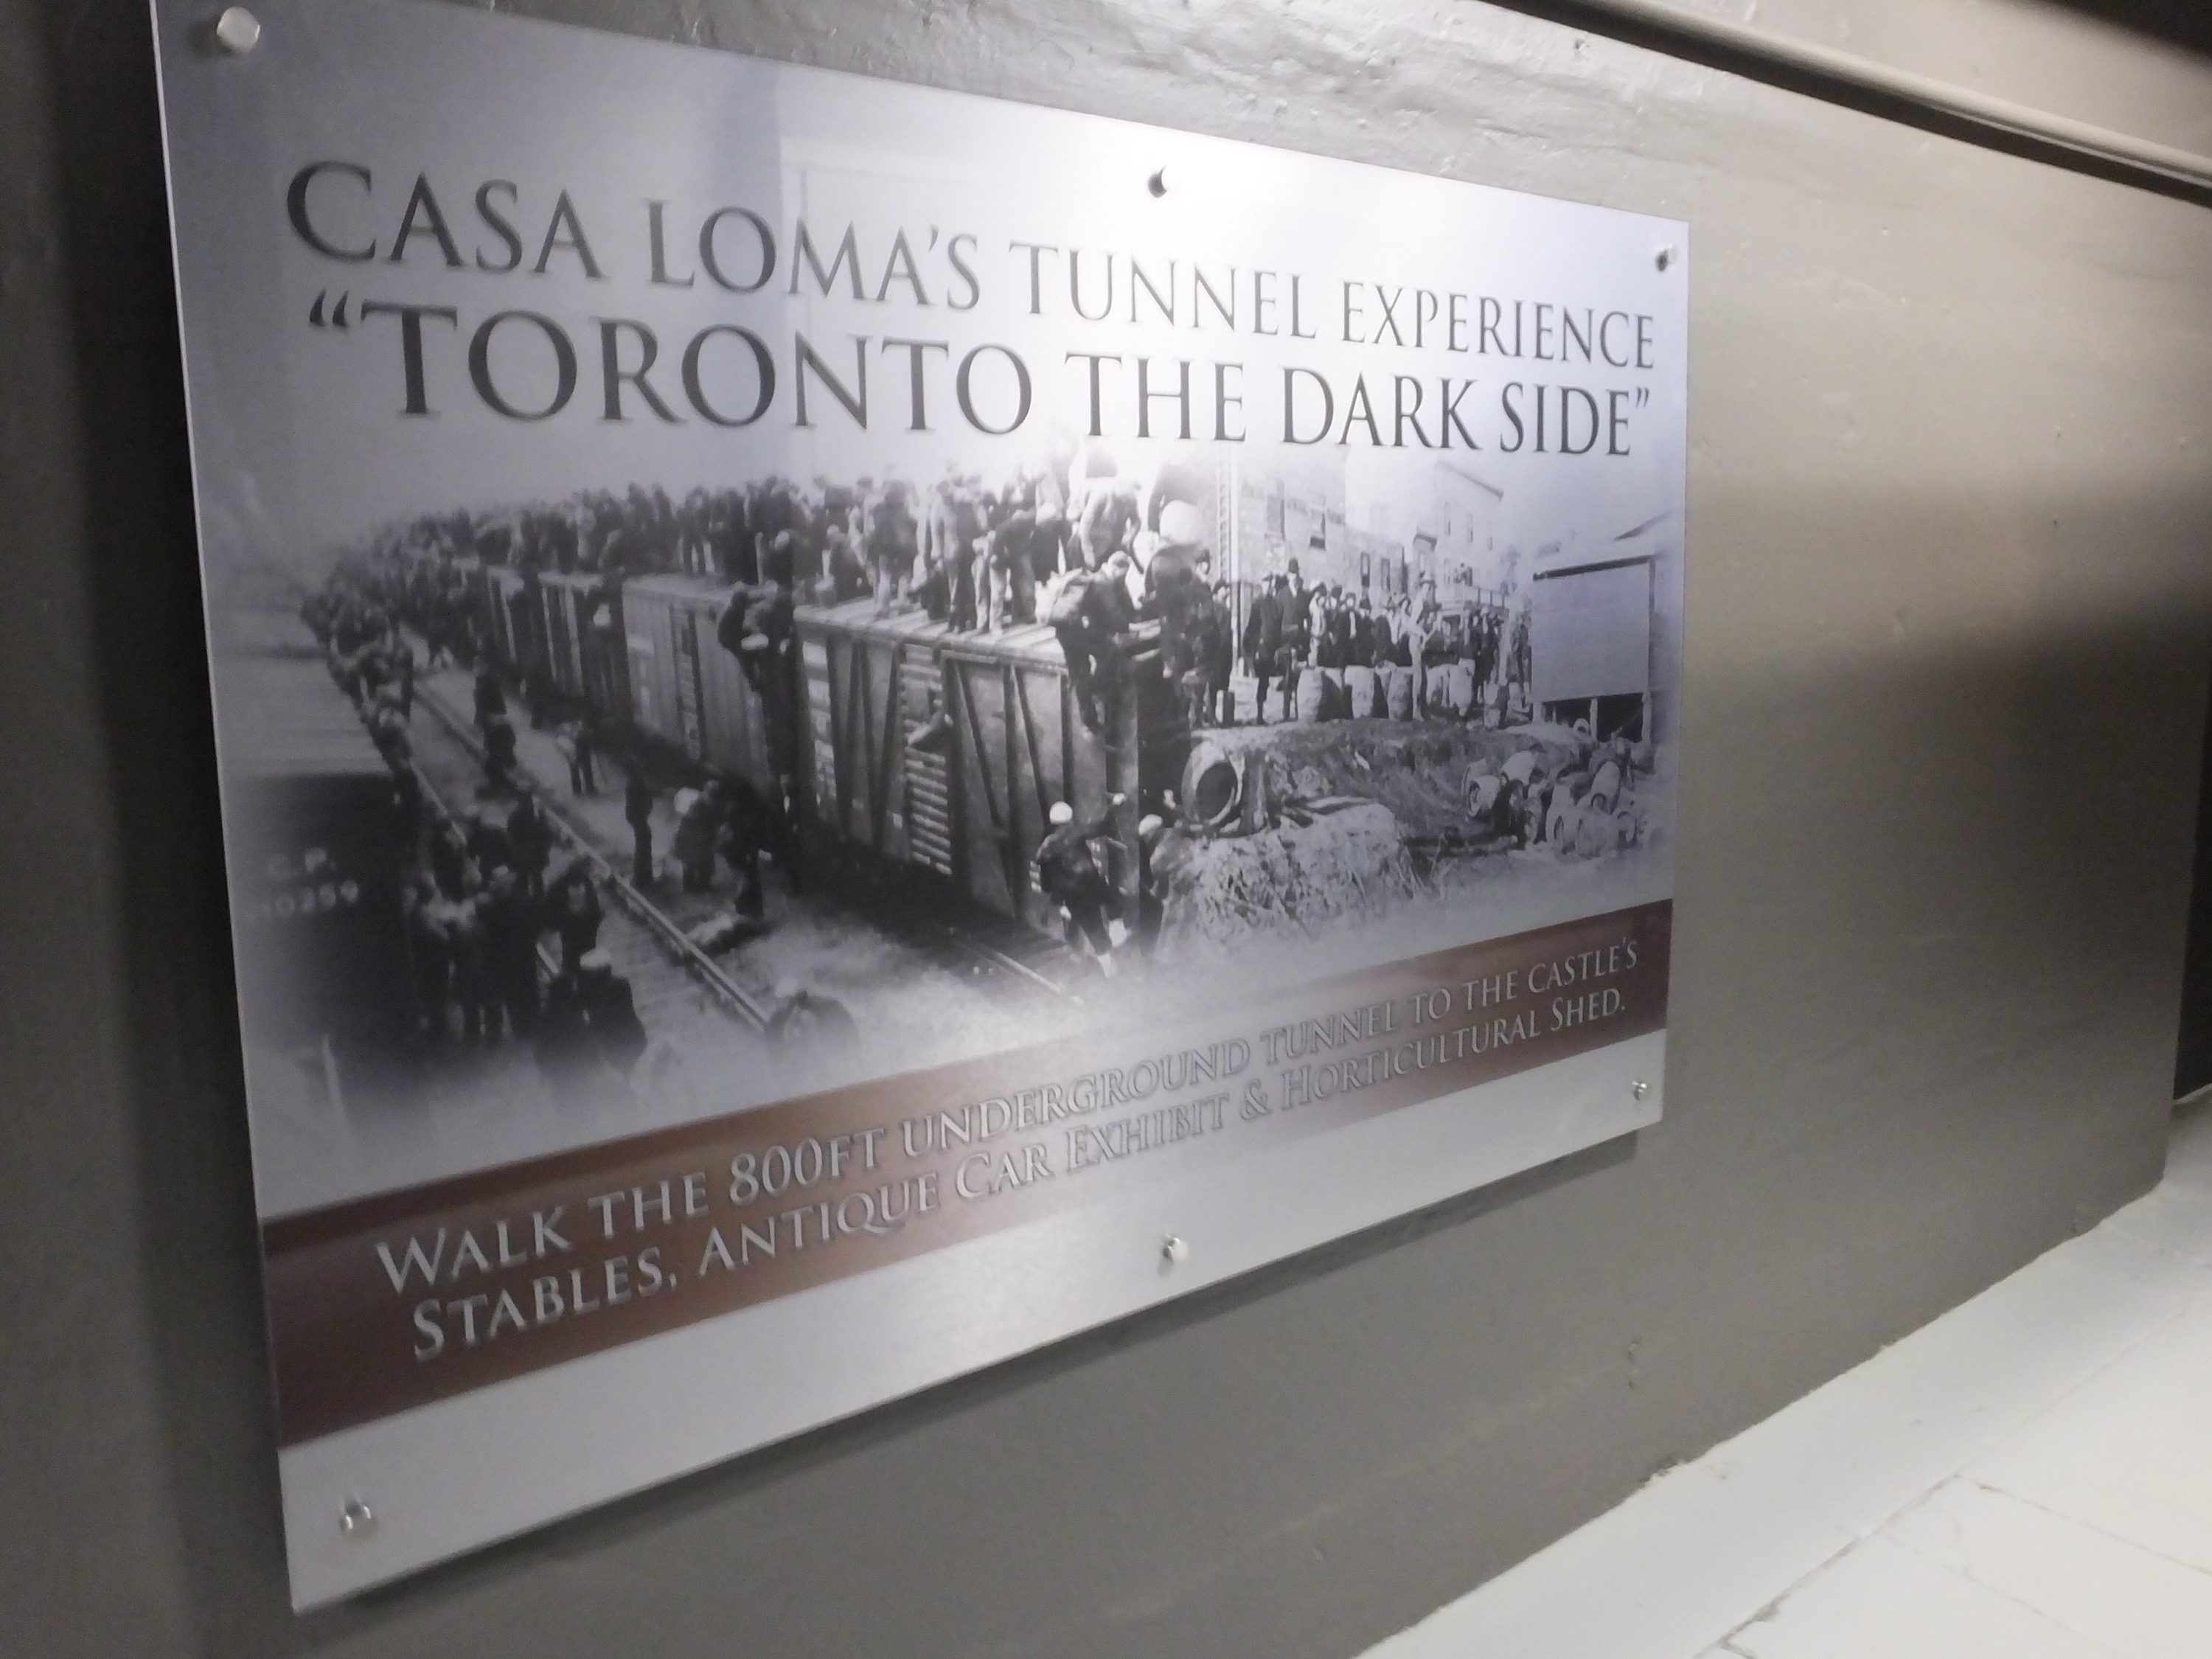 CASA LOMA'S TUNNEL EXPERIENCE
“TORONTO THE DARK SIDE”
C.P.
WALK THE 800FT UNDERGROUND TUNNEL TO THE CASTLE'S
STABLES, ANTIQUE CAR EXHIBIT & HORTICULTURAL SHED.